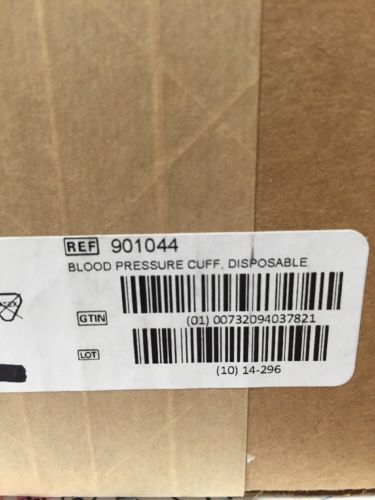 REF 901044
BLOOD PRESSURE CUFF, DISPOSABLE
GTIN (01) 00732094037821
LOT (10) 14-296